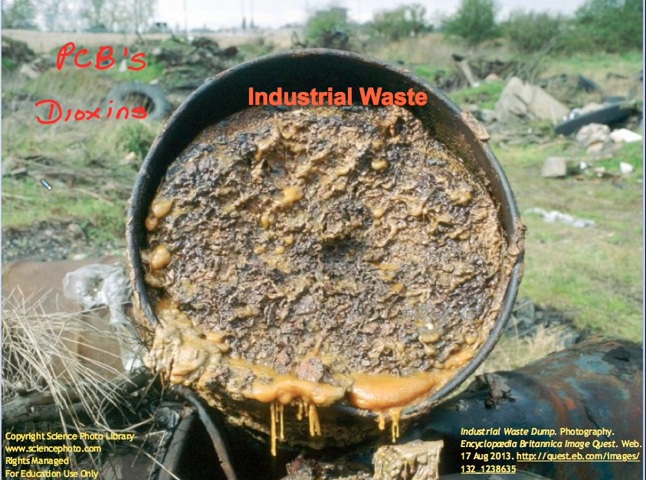 PCB's
Dioxins
Industrial Waste
Copyright Science Photo Library
www.sciencephoto.com
Rights Managed
For Education Use Only
Industrial Waste Dump. Photography.
Encyclopædia Britannica Image Quest. Web.
17 Aug 2013. http://quest.eb.com/images/
132_1238635